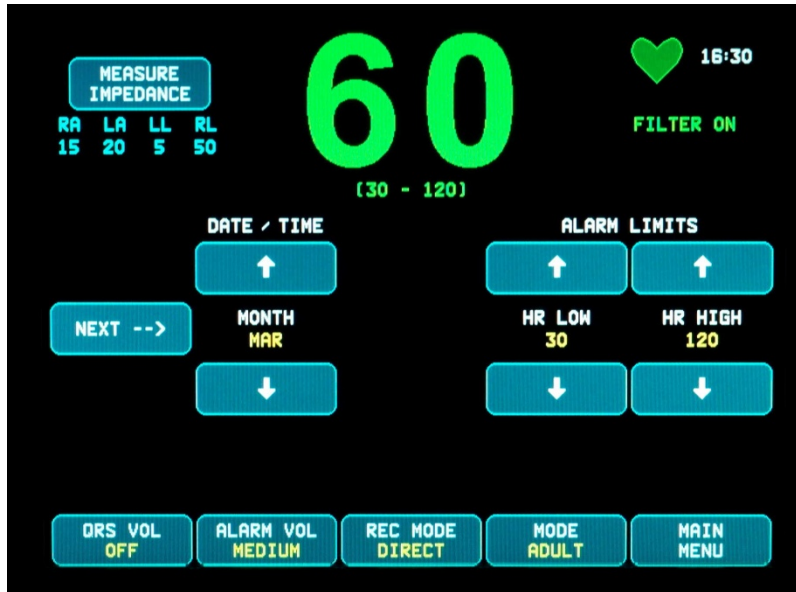 60
16:30
MEASURE
IMPEDANCE
RA LA LL RL
15 20 5 50
FILTER ON
(30 - 120)
DATE / TIME
ALARM LIMITS
NEXT -->
MONTH
MAR
HR LOW
30
HR HIGH
120
QRS VOL
OFF
ALARM VOL
MEDIUM
REC MODE
DIRECT
MODE
ADULT
MAIN
MENU